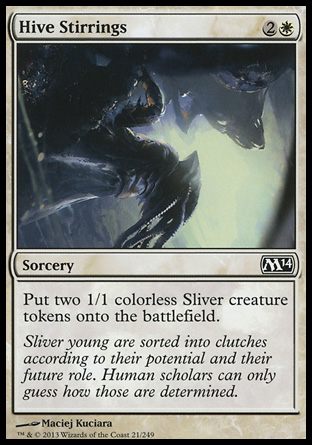 Hive Stirrings 2
Sorcery M14
Put two 1/1 colorless Sliver creature
tokens onto the battlefield.
Sliver young are sorted into clutches
according to their potential and their
future role. Human scholars can only
guess how those are determined.
Maciej Kuciara
™ & © 2013 Wizards of the Coast 21/249